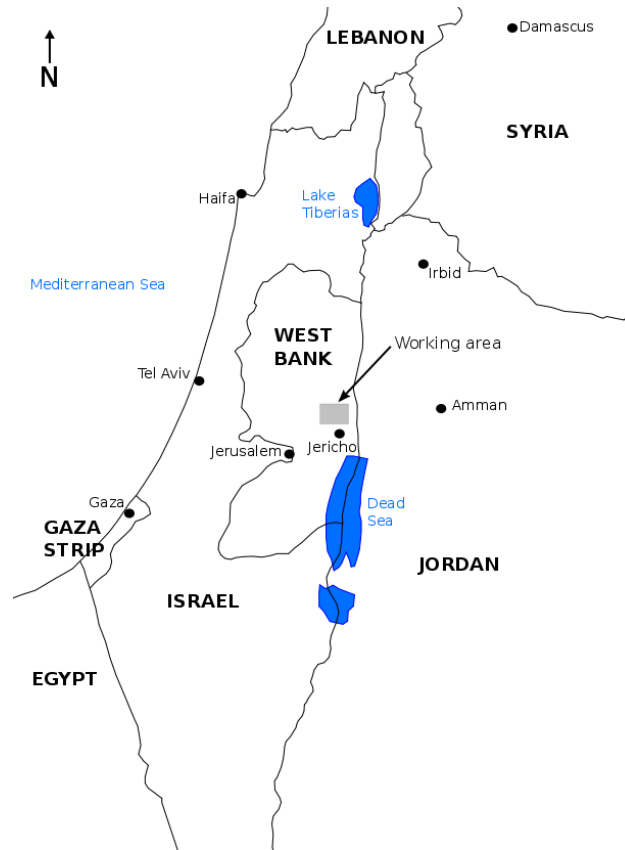 LEBANON
Damascus
N
SYRIA
Haifa
Lake
Tiberias
Irbid
Mediterranean Sea
WEST
BANK
Working area
Tel Aviv
Amman
Jericho
Jerusalem
Gaza
Dead
Sea
GAZA
STRIP
JORDAN
ISRAEL
EGYPT